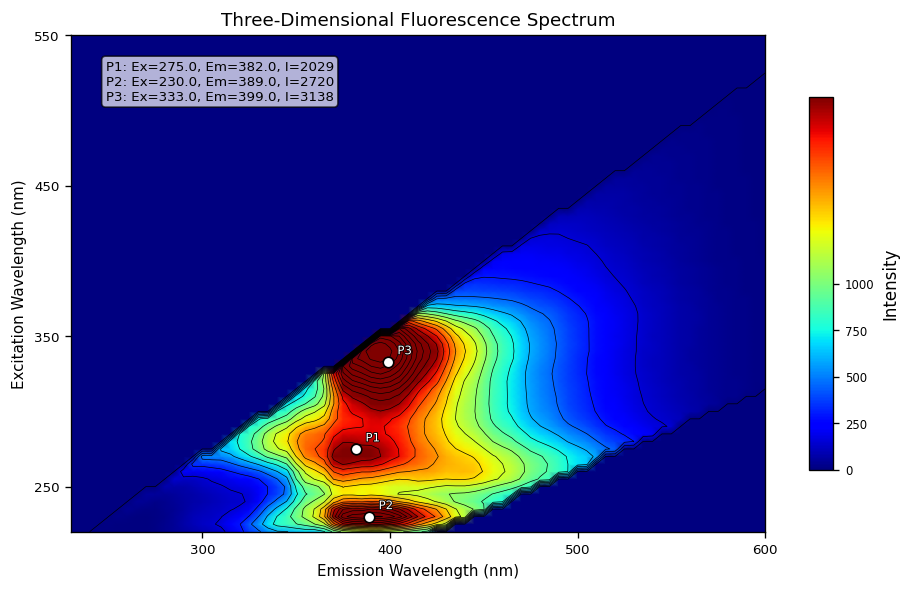 Three-Dimensional Fluorescence Spectrum
550
P1: Ex=275.0, Em=382.0, I=2029
P2: Ex=230.0, Em=389.0, I=2720
P3: Ex=333.0, Em=399.0, I=3138
450
350
250
Excitation Wavelength (nm)
P3
P1
P2
300
400
500
600
Emission Wavelength (nm)
1000
750
500
250
0
Intensity